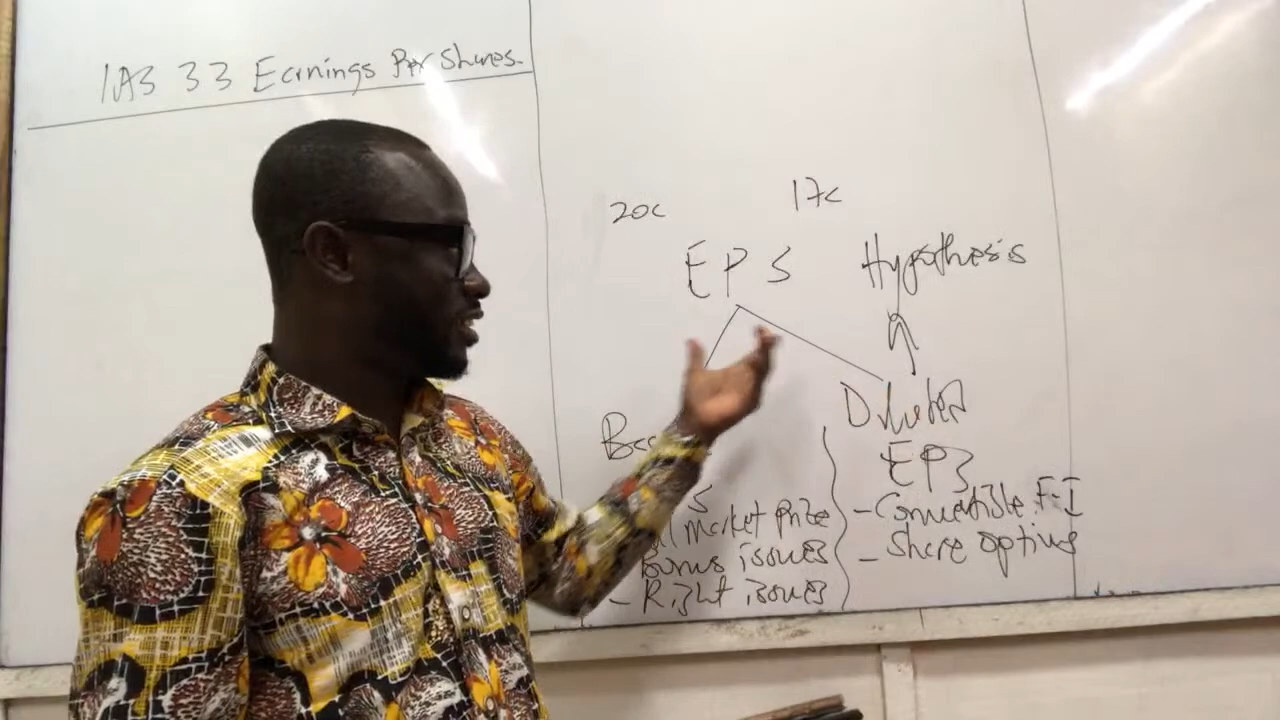 IAS 33 Earnings Per Shares.
20c
17c
EPS
Hypothesis
Diluted
EPS
market price
Bonus issues
- Right issues
- Convertible F-I
- Share options